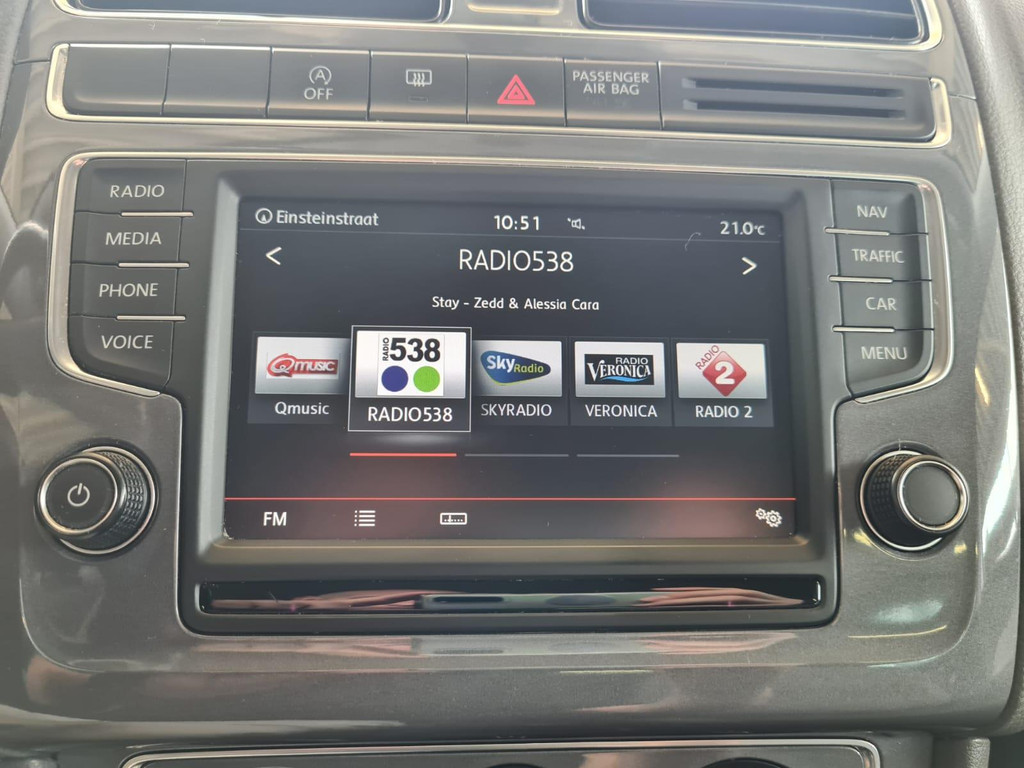 A
OFF
PASSENGER
AIR BAG
RADIO
MEDIA
PHONE
VOICE
NAV
TRAFFIC
CAR
MENU
Einsteinstraat
10:51
21.0°C
<
RADIO538
>
Stay - Zedd & Alessia Cara
Qmusic
RADIO 538
Sky Radio
RADIO
VERONICA
RADIO
2
Qmusic
RADIO538
SKYRADIO
VERONICA
RADIO 2
FM